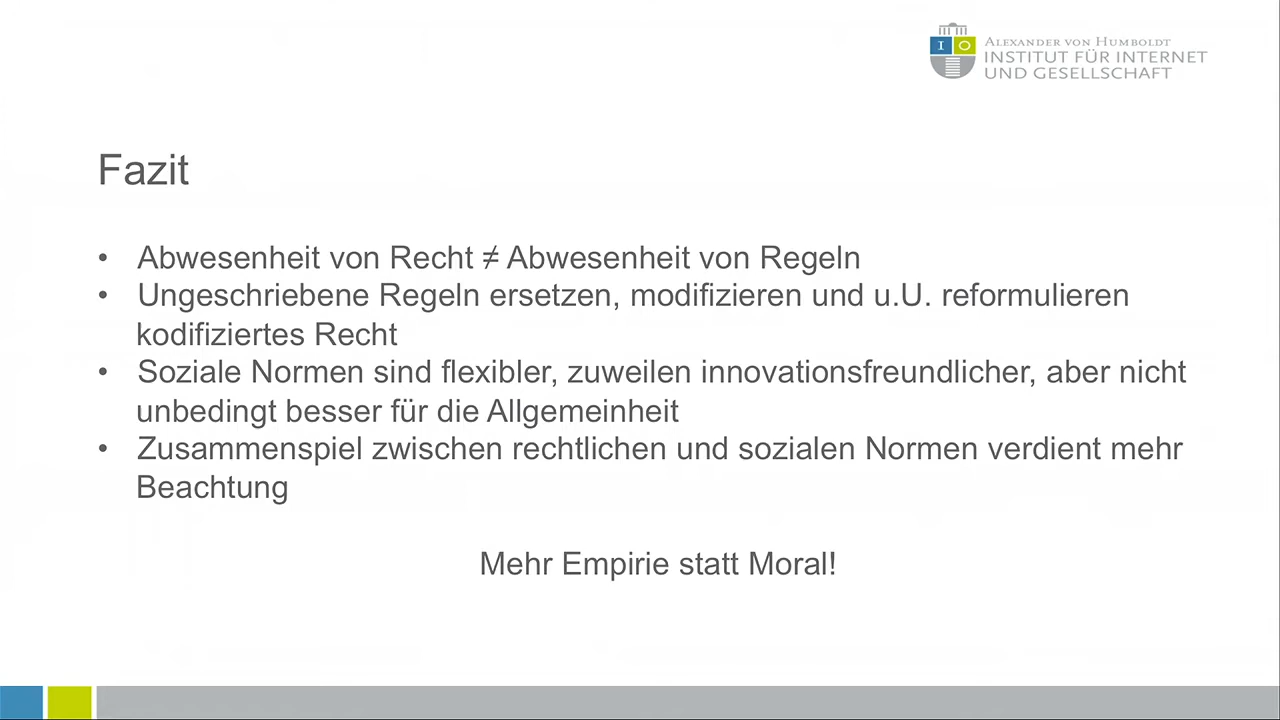 I O
ALEXANDER VON HUMBOLDT
INSTITUT FÜR INTERNET
UND GESELLSCHAFT
Fazit
• Abwesenheit von Recht ≠ Abwesenheit von Regeln
• Ungeschriebene Regeln ersetzen, modifizieren und u.U. reformulieren
kodifiziertes Recht
• Soziale Normen sind flexibler, zuweilen innovationsfreundlicher, aber nicht
unbedingt besser für die Allgemeinheit
• Zusammenspiel zwischen rechtlichen und sozialen Normen verdient mehr
Beachtung
Mehr Empirie statt Moral!